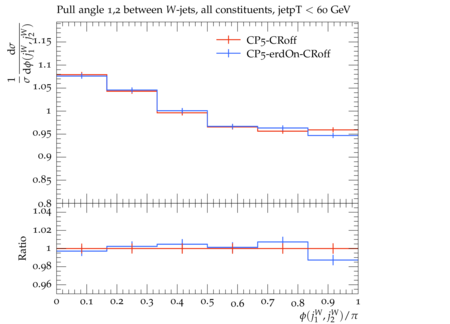 Pull angle 1,2 between W-jets, all constituents, jetpT < 60 GeV
1/σ dσ/dϕ(j₁ᵂ, j₂ᵂ)
CP5-CRoff
CP5-erdOn-CRoff
1.15
1.1
1.05
1
0.95
0.9
0.85
0.8
Ratio
1.04
1.02
1.00
0.98
0.96
0 0.1 0.2 0.3 0.4 0.5 0.6 0.7 0.8 0.9 1
ϕ(j₁ᵂ, j₂ᵂ)/π